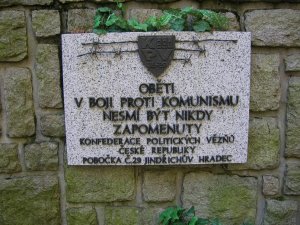 OBĚTI
V BOJI PROTI KOMUNISMU
NESMÍ BÝT NIKDY
ZAPOMENUTY
KONFEDERACE POLITICKÝCH VĚZŇŮ
ČESKÉ REPUBLIKY
POBOČKA Č.29 JINDŘICHŮV HRADEC